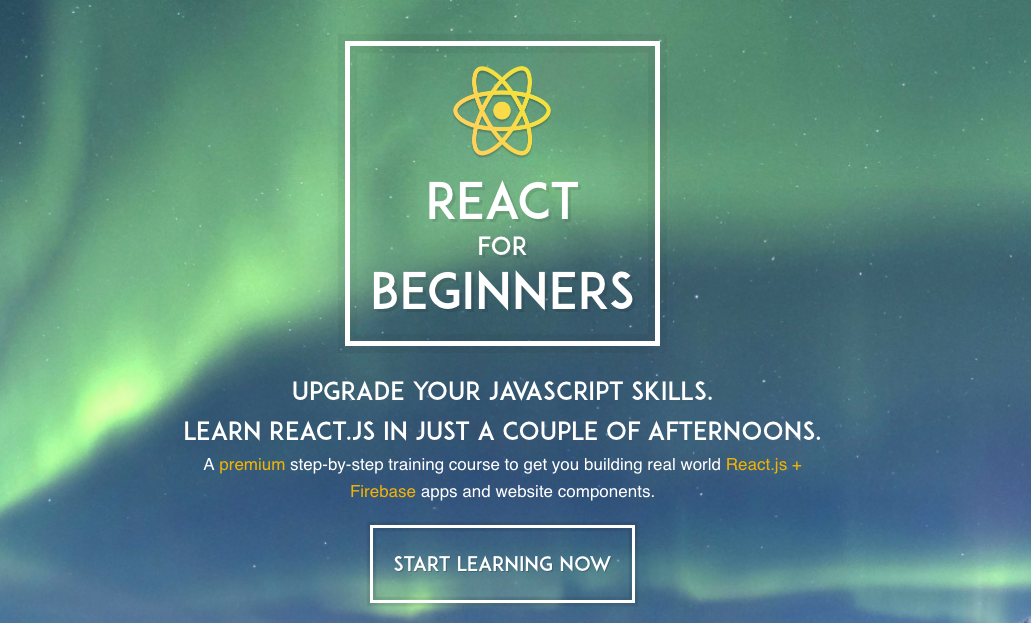 REACT
FOR
BEGINNERS
UPGRADE YOUR JAVASCRIPT SKILLS.
LEARN REACT.JS IN JUST A COUPLE OF AFTERNOONS.
A premium step-by-step training course to get you building real world React.js +
Firebase apps and website components.
START LEARNING NOW